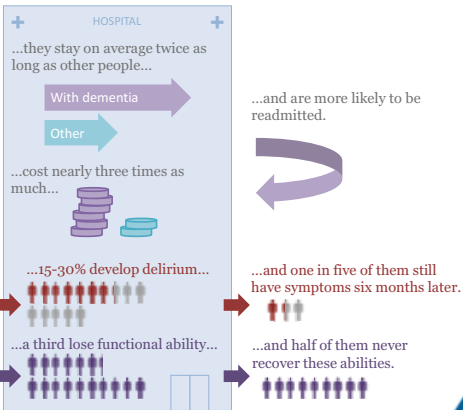 HOSPITAL
...they stay on average twice as
long as other people...
With dementia
Other
...and are more likely to be
readmitted.
...cost nearly three times as
much...
...15-30% develop delirium...
...and one in five of them still
have symptoms six months later.
...a third lose functional ability...
...and half of them never
recover these abilities.